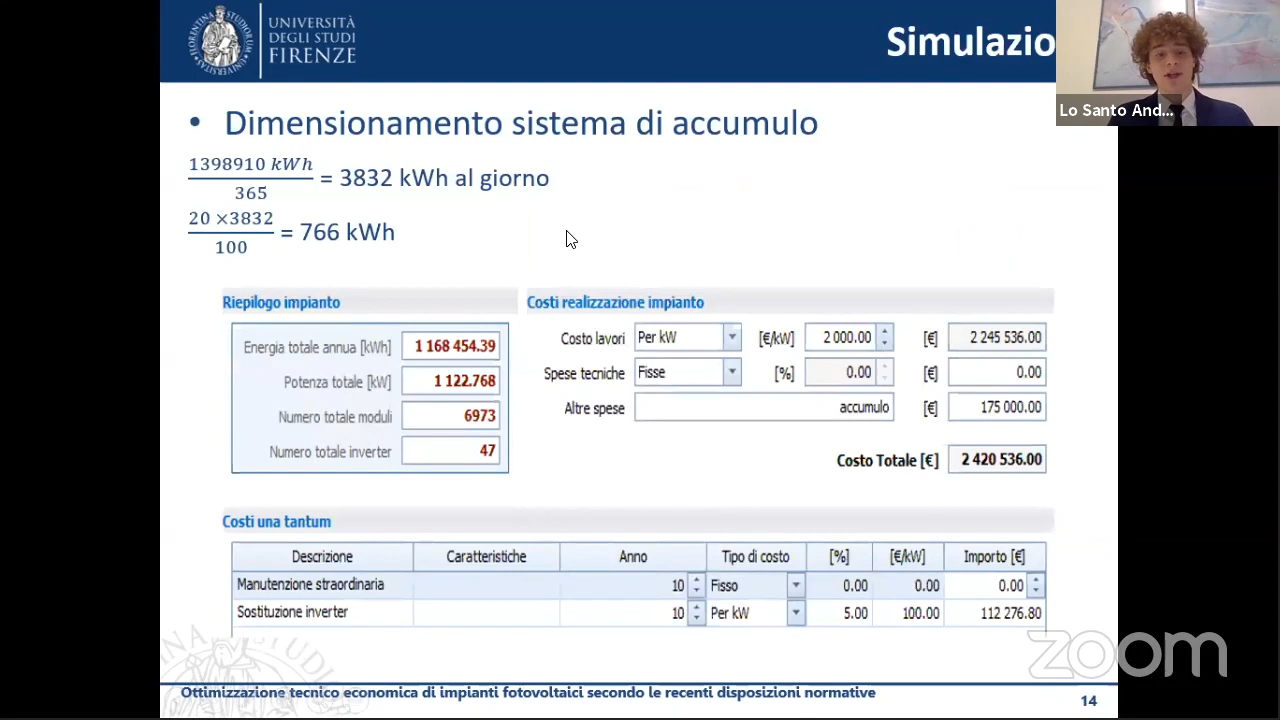 UNIVERSITÀ
DEGLI STUDI
FIRENZE
Simulazio
Lo Santo And...
• Dimensionamento sistema di accumulo
1398910 kWh
365
= 3832 kWh al giorno
20 ×3832
100
= 766 kWh
Riepilogo impianto
Energia totale annua [kWh] 1 168 454.39
Potenza totale [kW] 1 122.768
Numero totale moduli 6973
Numero totale inverter 47
Costi realizzazione impianto
Costo lavori Per kW [€/kW] 2 000.00 [€] 2 245 536.00
Spese tecniche Fisse [%] 0.00 [€] 0.00
Altre spese accumulo [€] 175 000.00
Costo Totale [€] 2 420 536.00
Costi una tantum
Descrizione Caratteristiche Anno Tipo di costo [%] [€/kW] Importo [€]
Manutenzione straordinaria 10 Fisso 0.00 0.00 0.00
Sostituzione inverter 10 Per kW 5.00 100.00 112 276.80
zoom
Ottimizzazione tecnico economica di impianti fotovoltaici secondo le recenti disposizioni normative
14